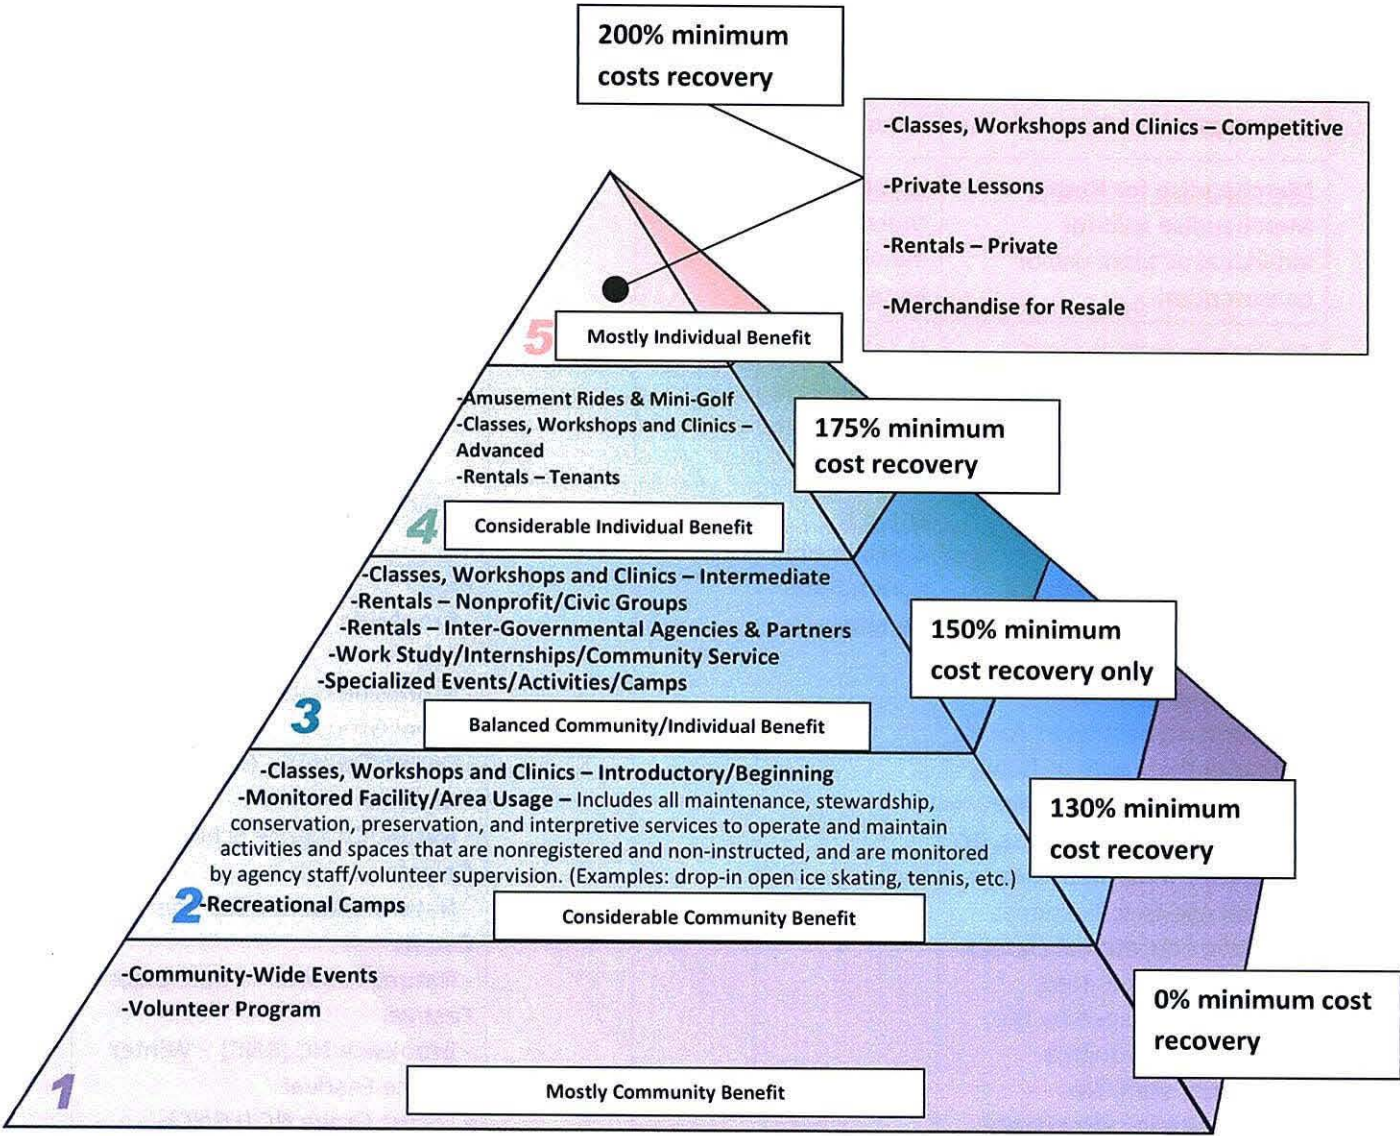 200% minimum
costs recovery
-Classes, Workshops and Clinics – Competitive
-Private Lessons
-Rentals – Private
-Merchandise for Resale
5
Mostly Individual Benefit
-Amusement Rides & Mini-Golf
-Classes, Workshops and Clinics –
Advanced
-Rentals – Tenants
175% minimum
cost recovery
4
Considerable Individual Benefit
-Classes, Workshops and Clinics – Intermediate
-Rentals – Nonprofit/Civic Groups
-Rentals – Inter-Governmental Agencies & Partners
-Work Study/Internships/Community Service
-Specialized Events/Activities/Camps
150% minimum
cost recovery only
3
Balanced Community/Individual Benefit
-Classes, Workshops and Clinics – Introductory/Beginning
-Monitored Facility/Area Usage – Includes all maintenance, stewardship,
conservation, preservation, and interpretive services to operate and maintain
activities and spaces that are nonregistered and non-instructed, and are monitored
by agency staff/volunteer supervision. (Examples: drop-in open ice skating, tennis, etc.)
130% minimum
cost recovery
2
-Recreational Camps
Considerable Community Benefit
-Community-Wide Events
-Volunteer Program
0% minimum cost
recovery
1
Mostly Community Benefit